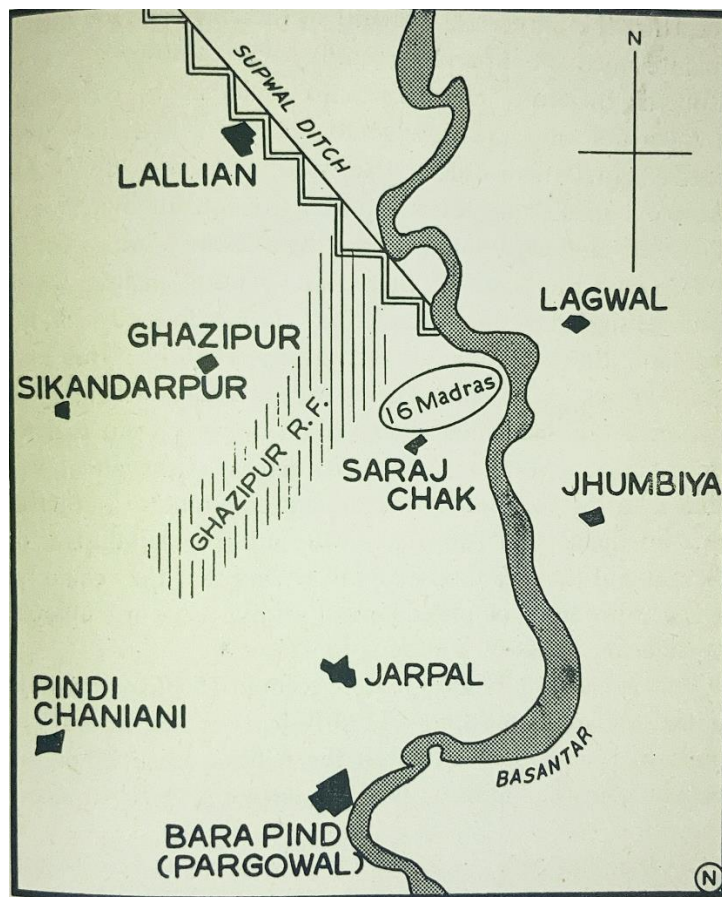 N
SUPWAL DITCH
LALLIAN
LAGWAL
GHAZIPUR
SIKANDARPUR
16 Madras
GHAZIPUR R.F.
SARAJ
CHAK
JHUMBIYA
JARPAL
PINDI
CHANIANI
BASANTAR
BARA PIND
(PARGOWAL)
N